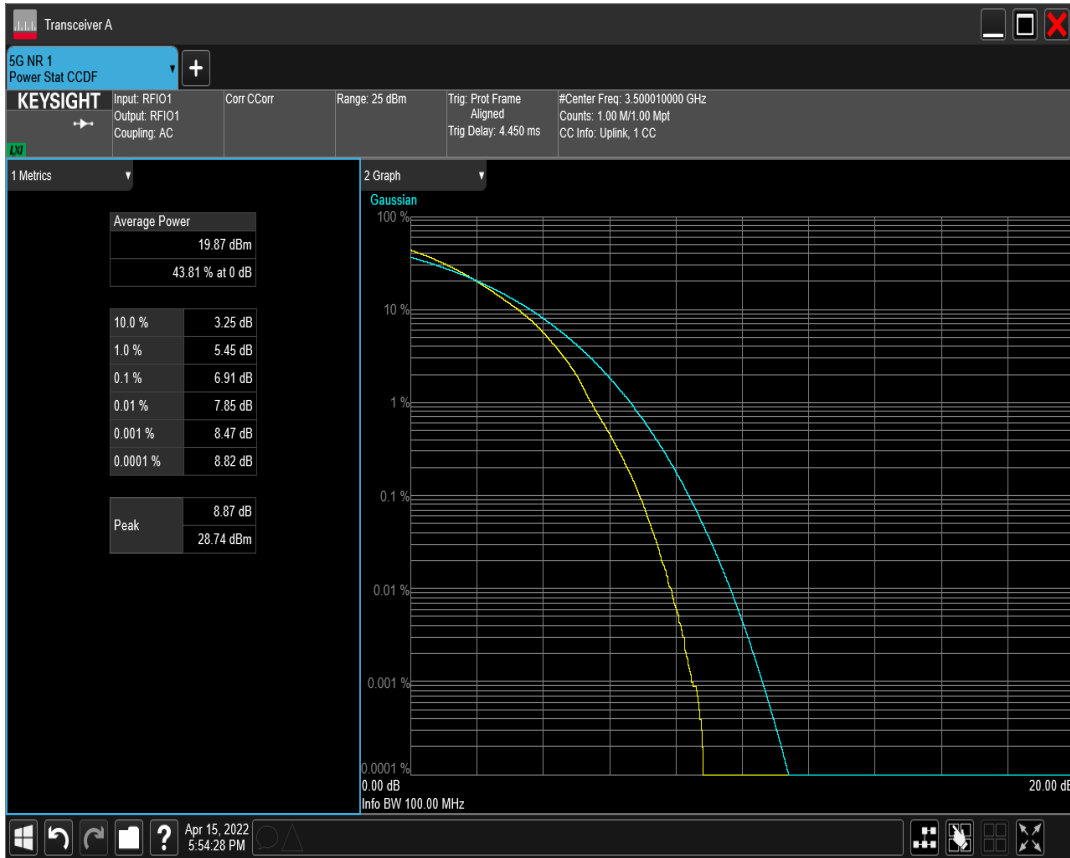 Transceiver A
5G NR 1
Power Stat CCDF
KEYSIGHT
LXI
Input: RFIO1
Output: RFIO1
Coupling: AC
Corr CCorr
Range: 25 dBm
Trig: Prot Frame
Aligned
Trig Delay: 4.450 ms
#Center Freq: 3.500010000 GHz
Counts: 1.00 M/1.00 Mpt
CC Info: Uplink, 1 CC
1 Metrics
Average Power
19.87 dBm
43.81 % at 0 dB
10.0 % 3.25 dB
1.0 % 5.45 dB
0.1 % 6.91 dB
0.01 % 7.85 dB
0.001 % 8.47 dB
0.0001 % 8.82 dB
Peak
8.87 dB
28.74 dBm
2 Graph
Gaussian
100 %
10 %
1 %
0.1 %
0.01 %
0.001 %
0.0001 %
0.00 dB 20.00 dB
Info BW 100.00 MHz
?
Apr 15, 2022
5:54:28 PM